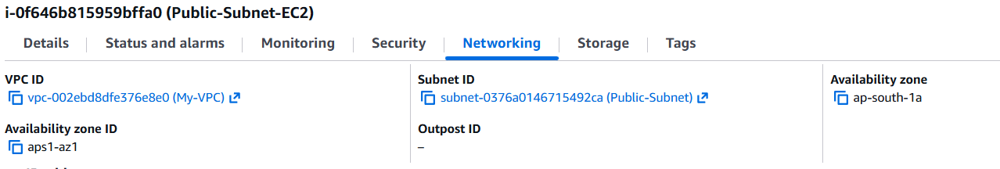 i-0f646b815959bffa0 (Public-Subnet-EC2)
Details Status and alarms Monitoring Security Networking Storage Tags
VPC ID
vpc-002ebd8dfe376e8e0 (My-VPC)
Subnet ID
subnet-0376a0146715492ca (Public-Subnet)
Availability zone
ap-south-1a
Availability zone ID
aps1-az1
Outpost ID
–